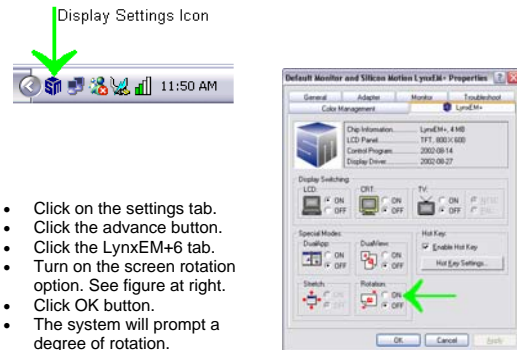 Display Settings Icon
11:50 AM
• Click on the settings tab.
• Click the advance button.
• Click the LynxEM+6 tab.
• Turn on the screen rotation
option. See figure at right.
• Click OK button.
• The system will prompt a
degree of rotation.
Default Monitor and Silicon Motion LynxEM+ Properties
General Adapter Monitor Troubleshoot
Color Management LynxEM+
Chip Information LynxEM+, 4 MB
LCD Panel TFT, 800 X 600
Control Program 2002-08-14
Display Driver 2002-08-27
Display Switching
LCD: CRT: TV:
ON ON ON NTSC
OFF OFF OFF PAL
Special Modes: Hot Key:
DualApp: DualView: Enable Hot Key
ON ON
OFF OFF Hot Key Settings...
Stretch: Rotation:
ON ON
OFF OFF
OK Cancel Apply